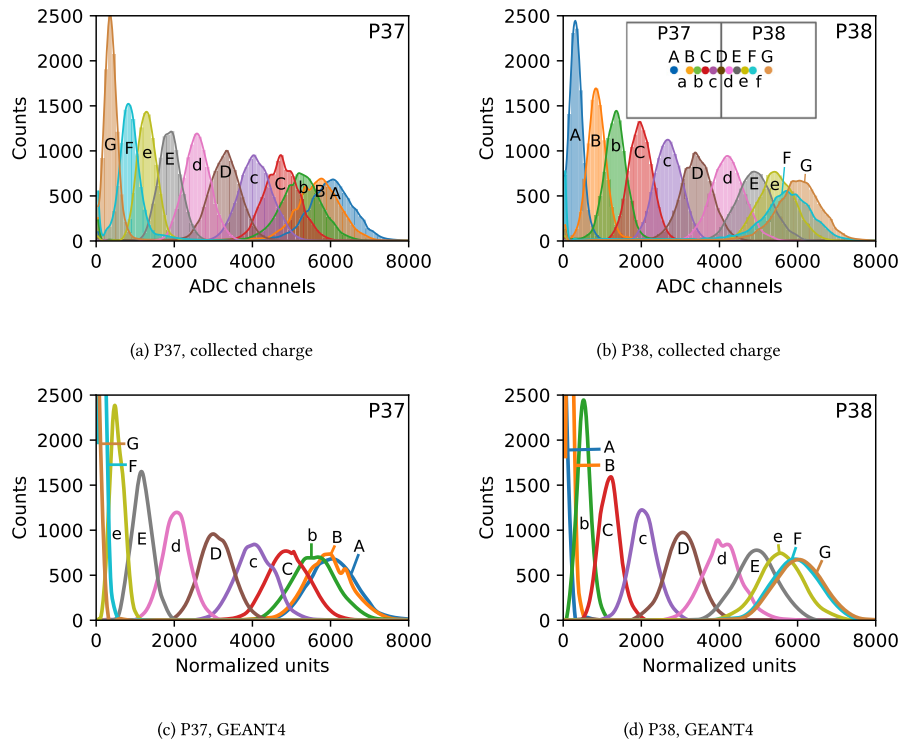 P37
Counts
2500
2000
1500
1000
500
0
G
F
e
E
d
D
c
C
b
B
A
0
2000
4000
6000
8000
ADC channels
(a) P37, collected charge
P38
Counts
2500
2000
1500
1000
500
0
P37
P38
A B C D E F G
a b c d e f
A
B
b
C
c
D
d
E
e
F
G
0
2000
4000
6000
8000
ADC channels
(b) P38, collected charge
P37
Counts
2500
2000
1500
1000
500
0
G
F
e
E
d
D
c
C
b
B
A
0
2000
4000
6000
8000
Normalized units
(c) P37, GEANT4
P38
Counts
2500
2000
1500
1000
500
0
A
B
b
C
c
D
d
E
e
F
G
0
2000
4000
6000
8000
Normalized units
(d) P38, GEANT4